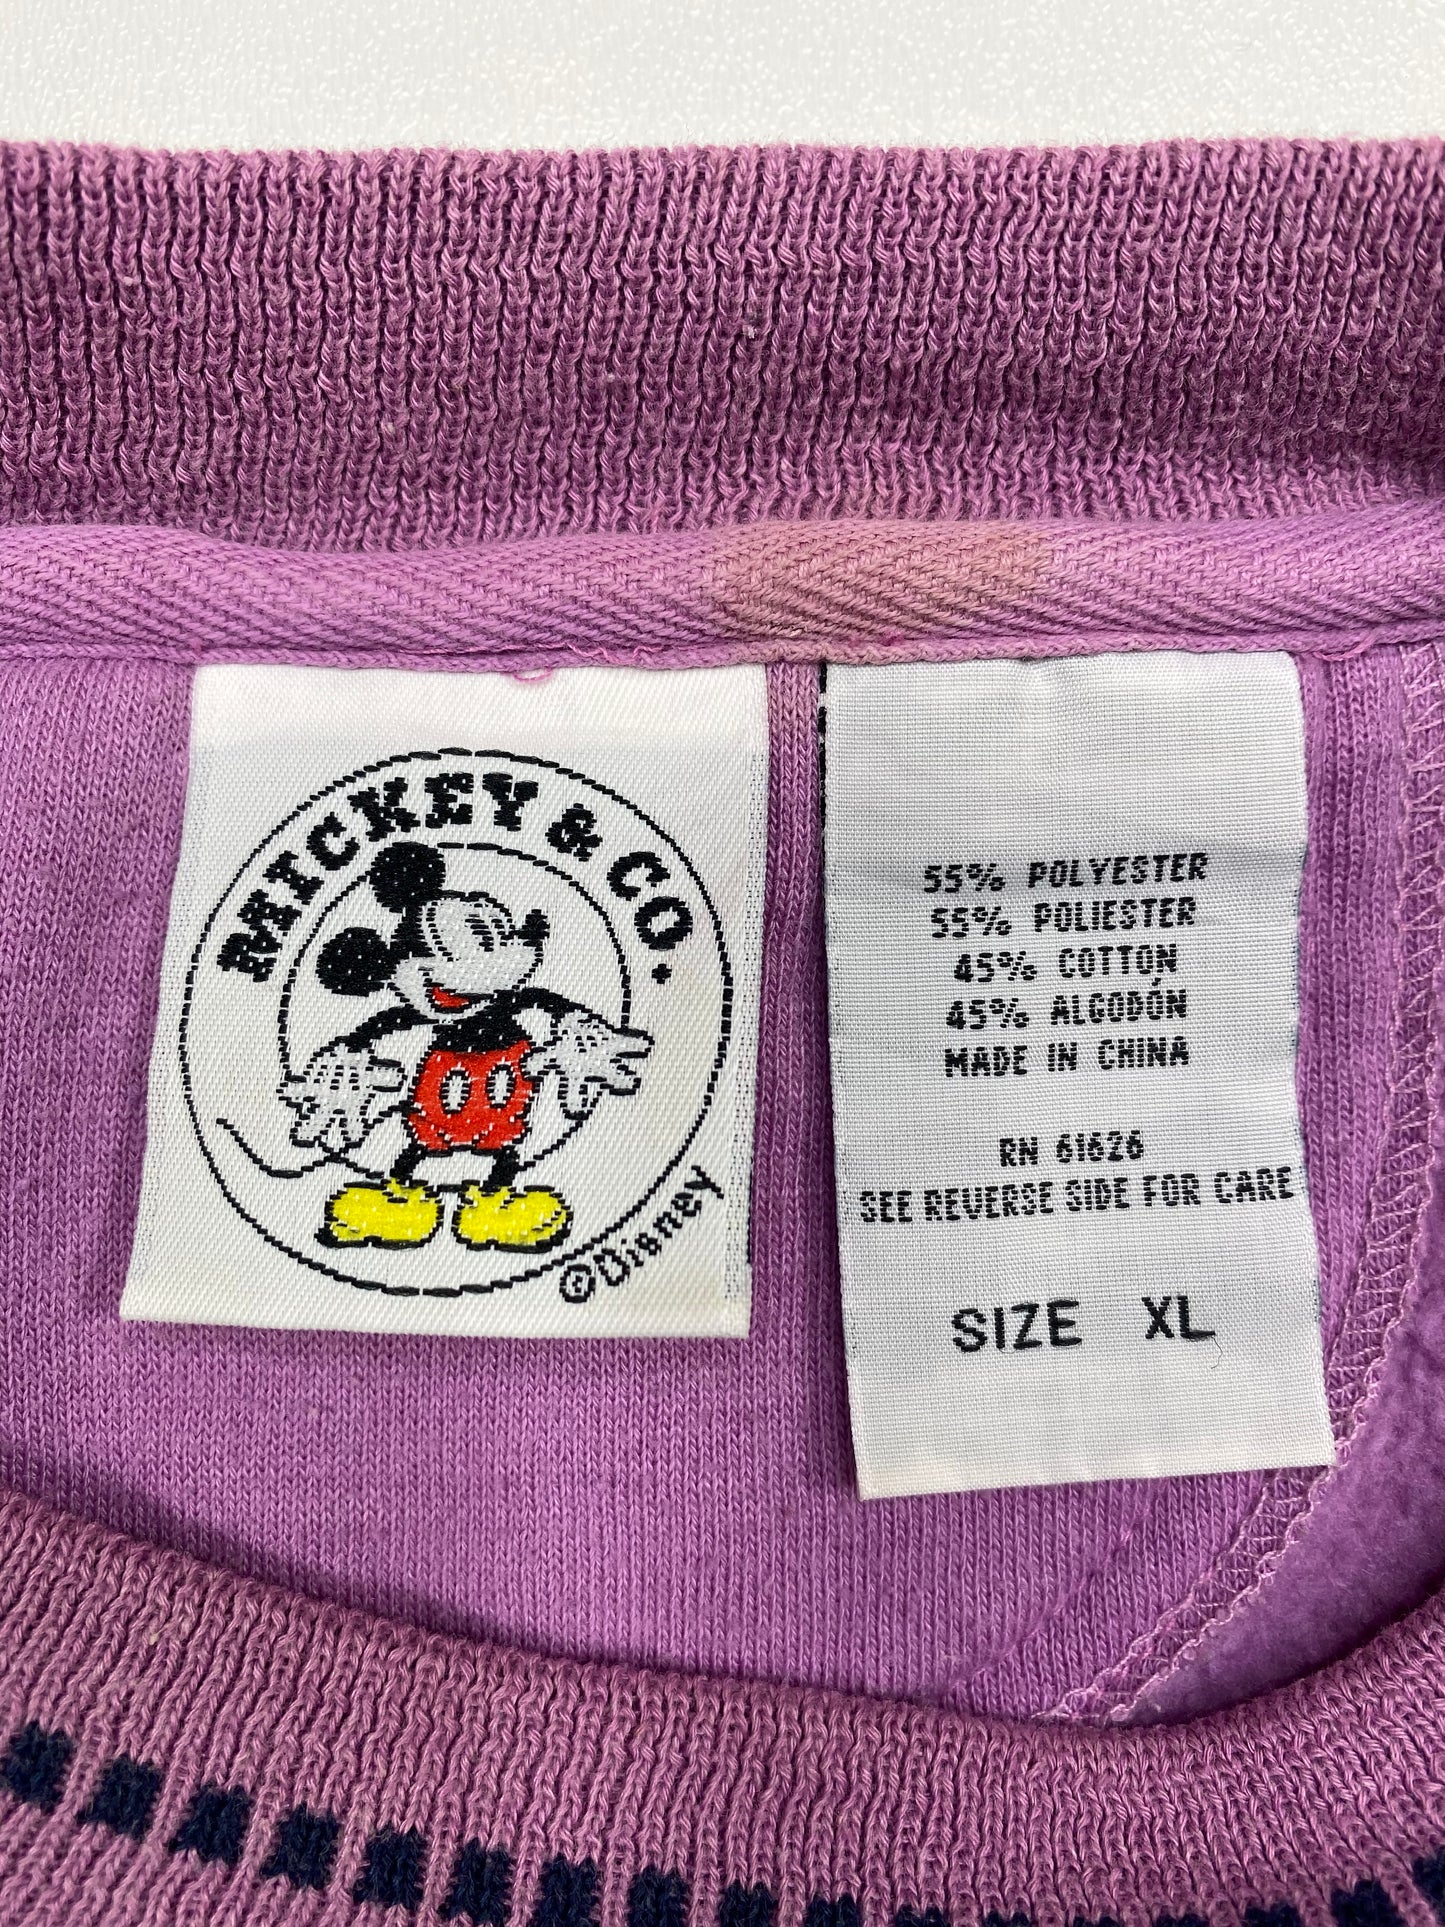 MICKEY & CO.
©Disney
55% POLYESTER
55% POLIESTER
45% COTTON
45% ALGODÓN
MADE IN CHINA
RN 61626
SEE REVERSE SIDE FOR CARE
SIZE XL